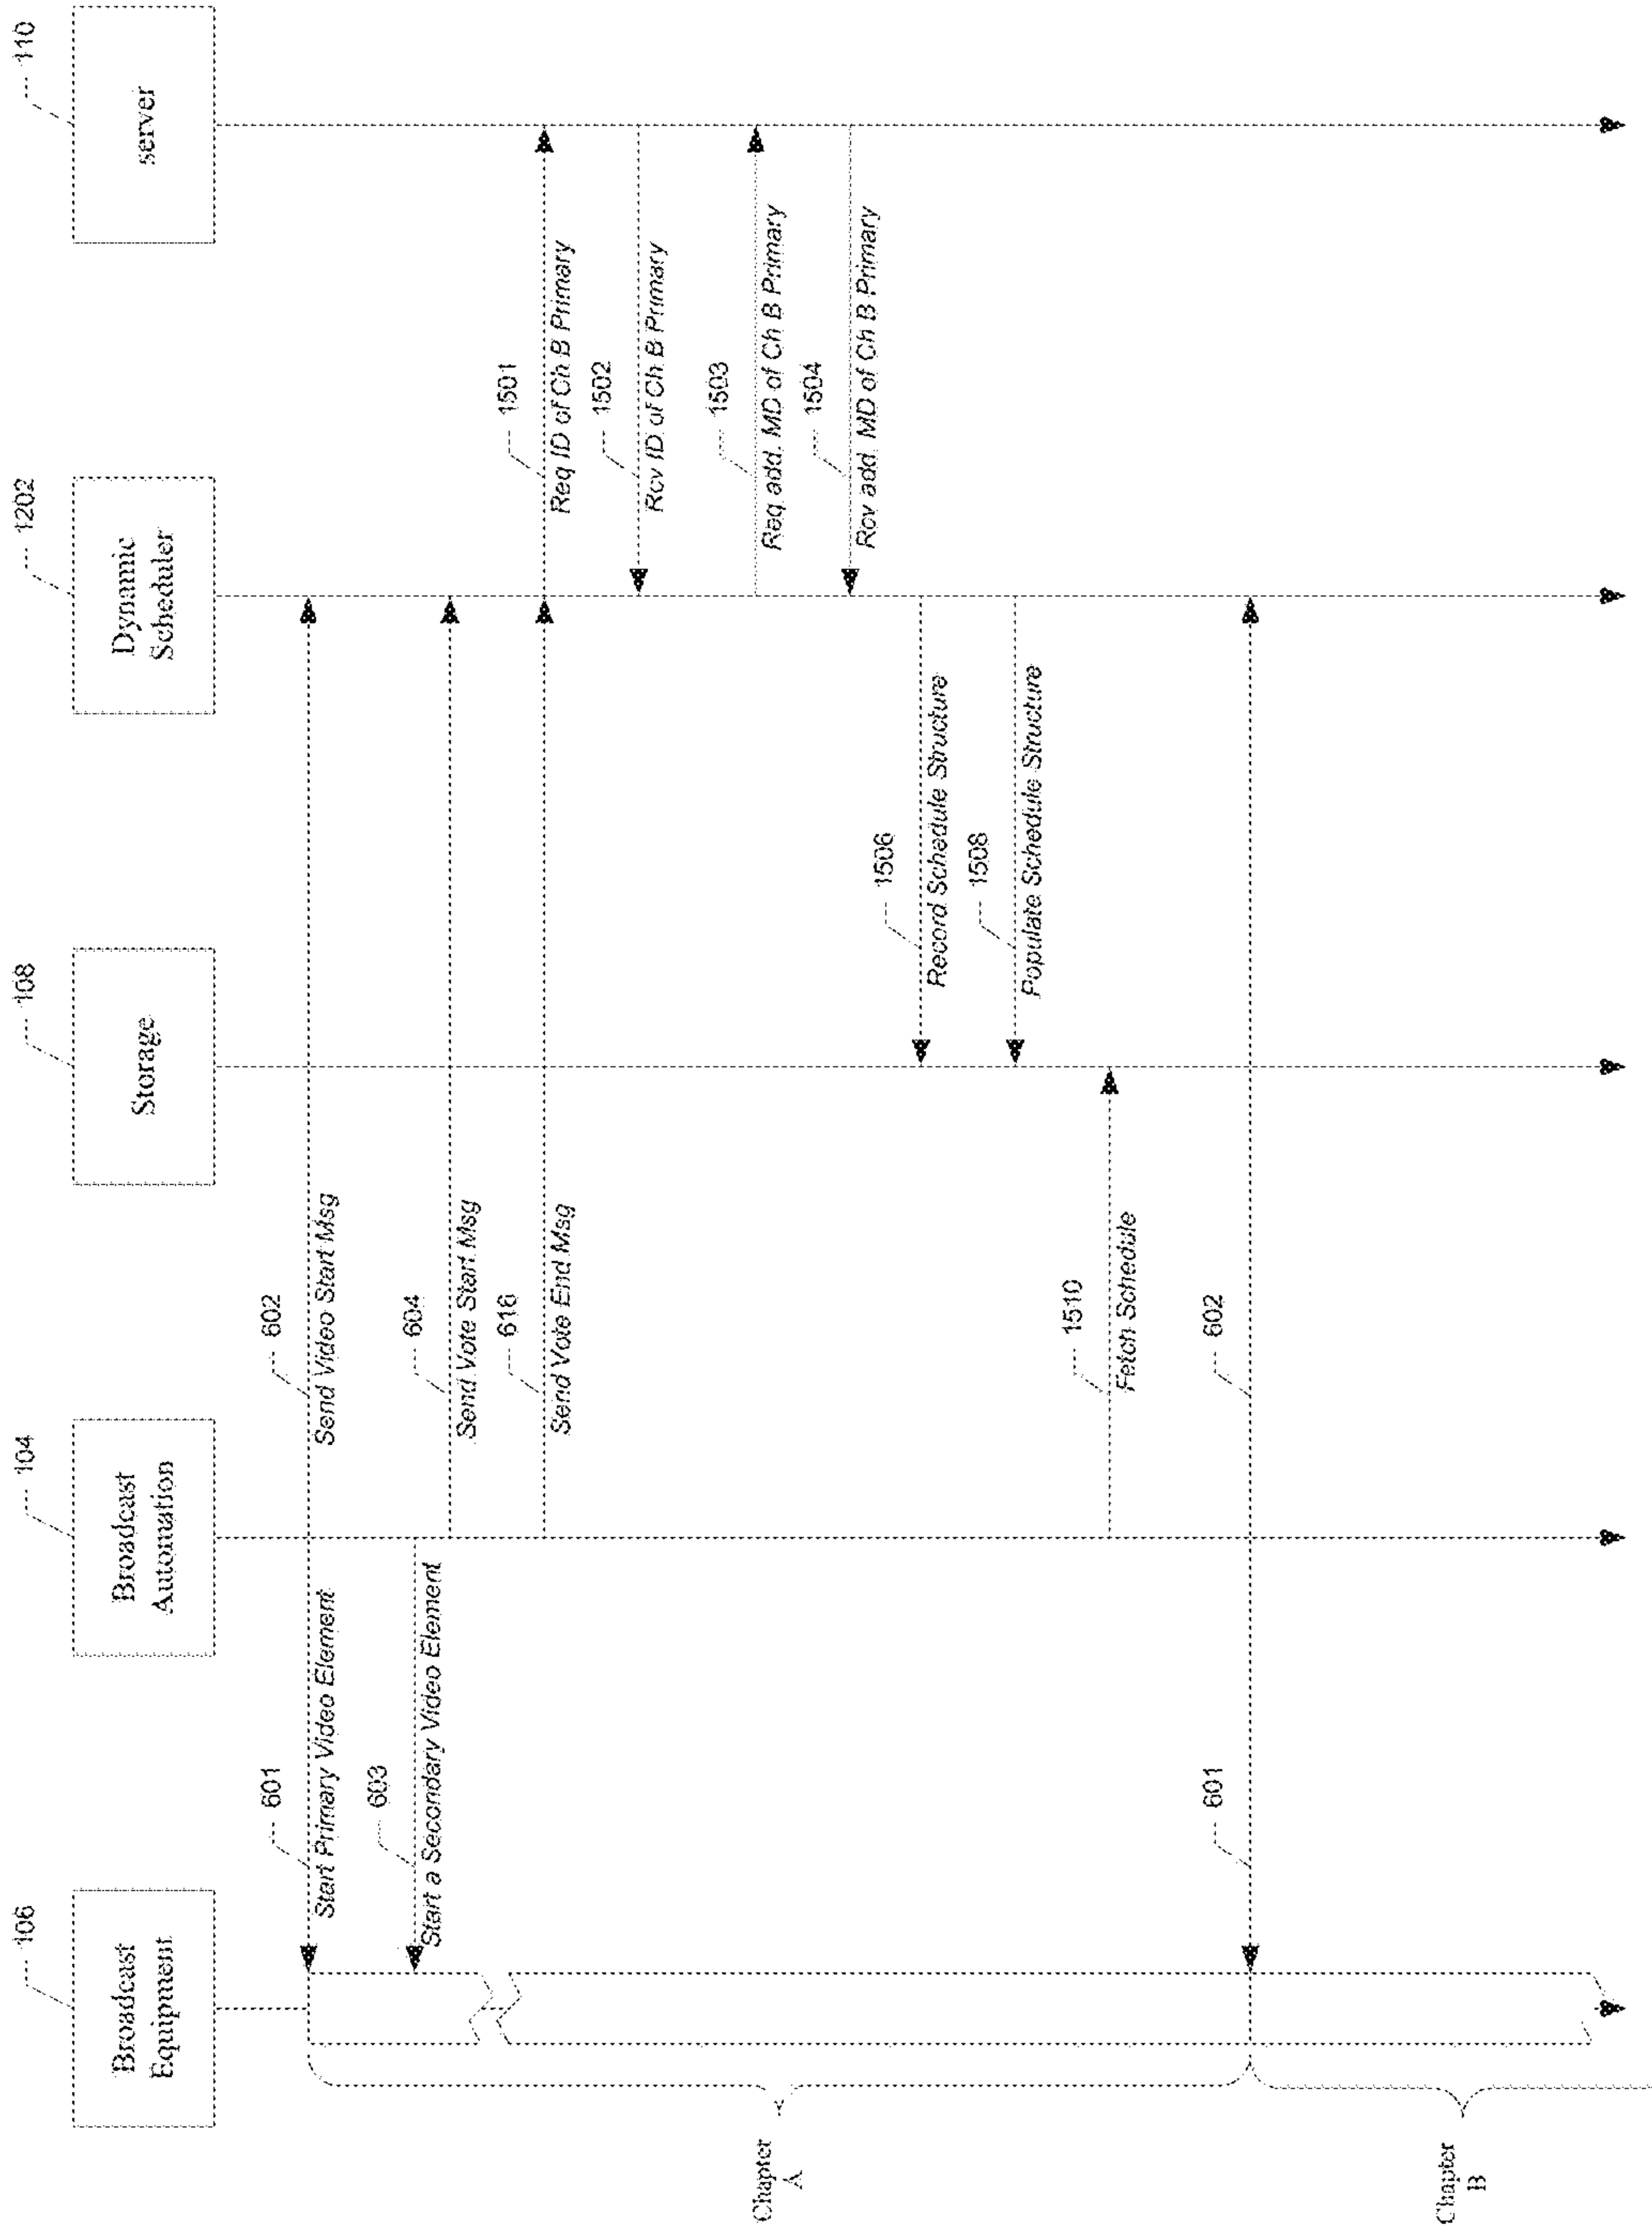 106
Broadcast
Equipment
104
Broadcast
Automation
108
Storage
1202
Dynamic
Scheduler
110
server
601
Start Primary Video Element
602
Send Video Start Msg
603
Start a Secondary Video Element
604
Send Vote Start Msg
616
Send Vote End Msg
1501
Req ID of Ch B Primary
1502
Rcv ID of Ch B Primary
1503
Req add. MD of Ch B Primary
1504
Rcv add. MD of Ch B Primary
1506
Record Schedule Structure
1508
Populate Schedule Structure
1510
Fetch Schedule
601
602
Chapter
A
Chapter
B